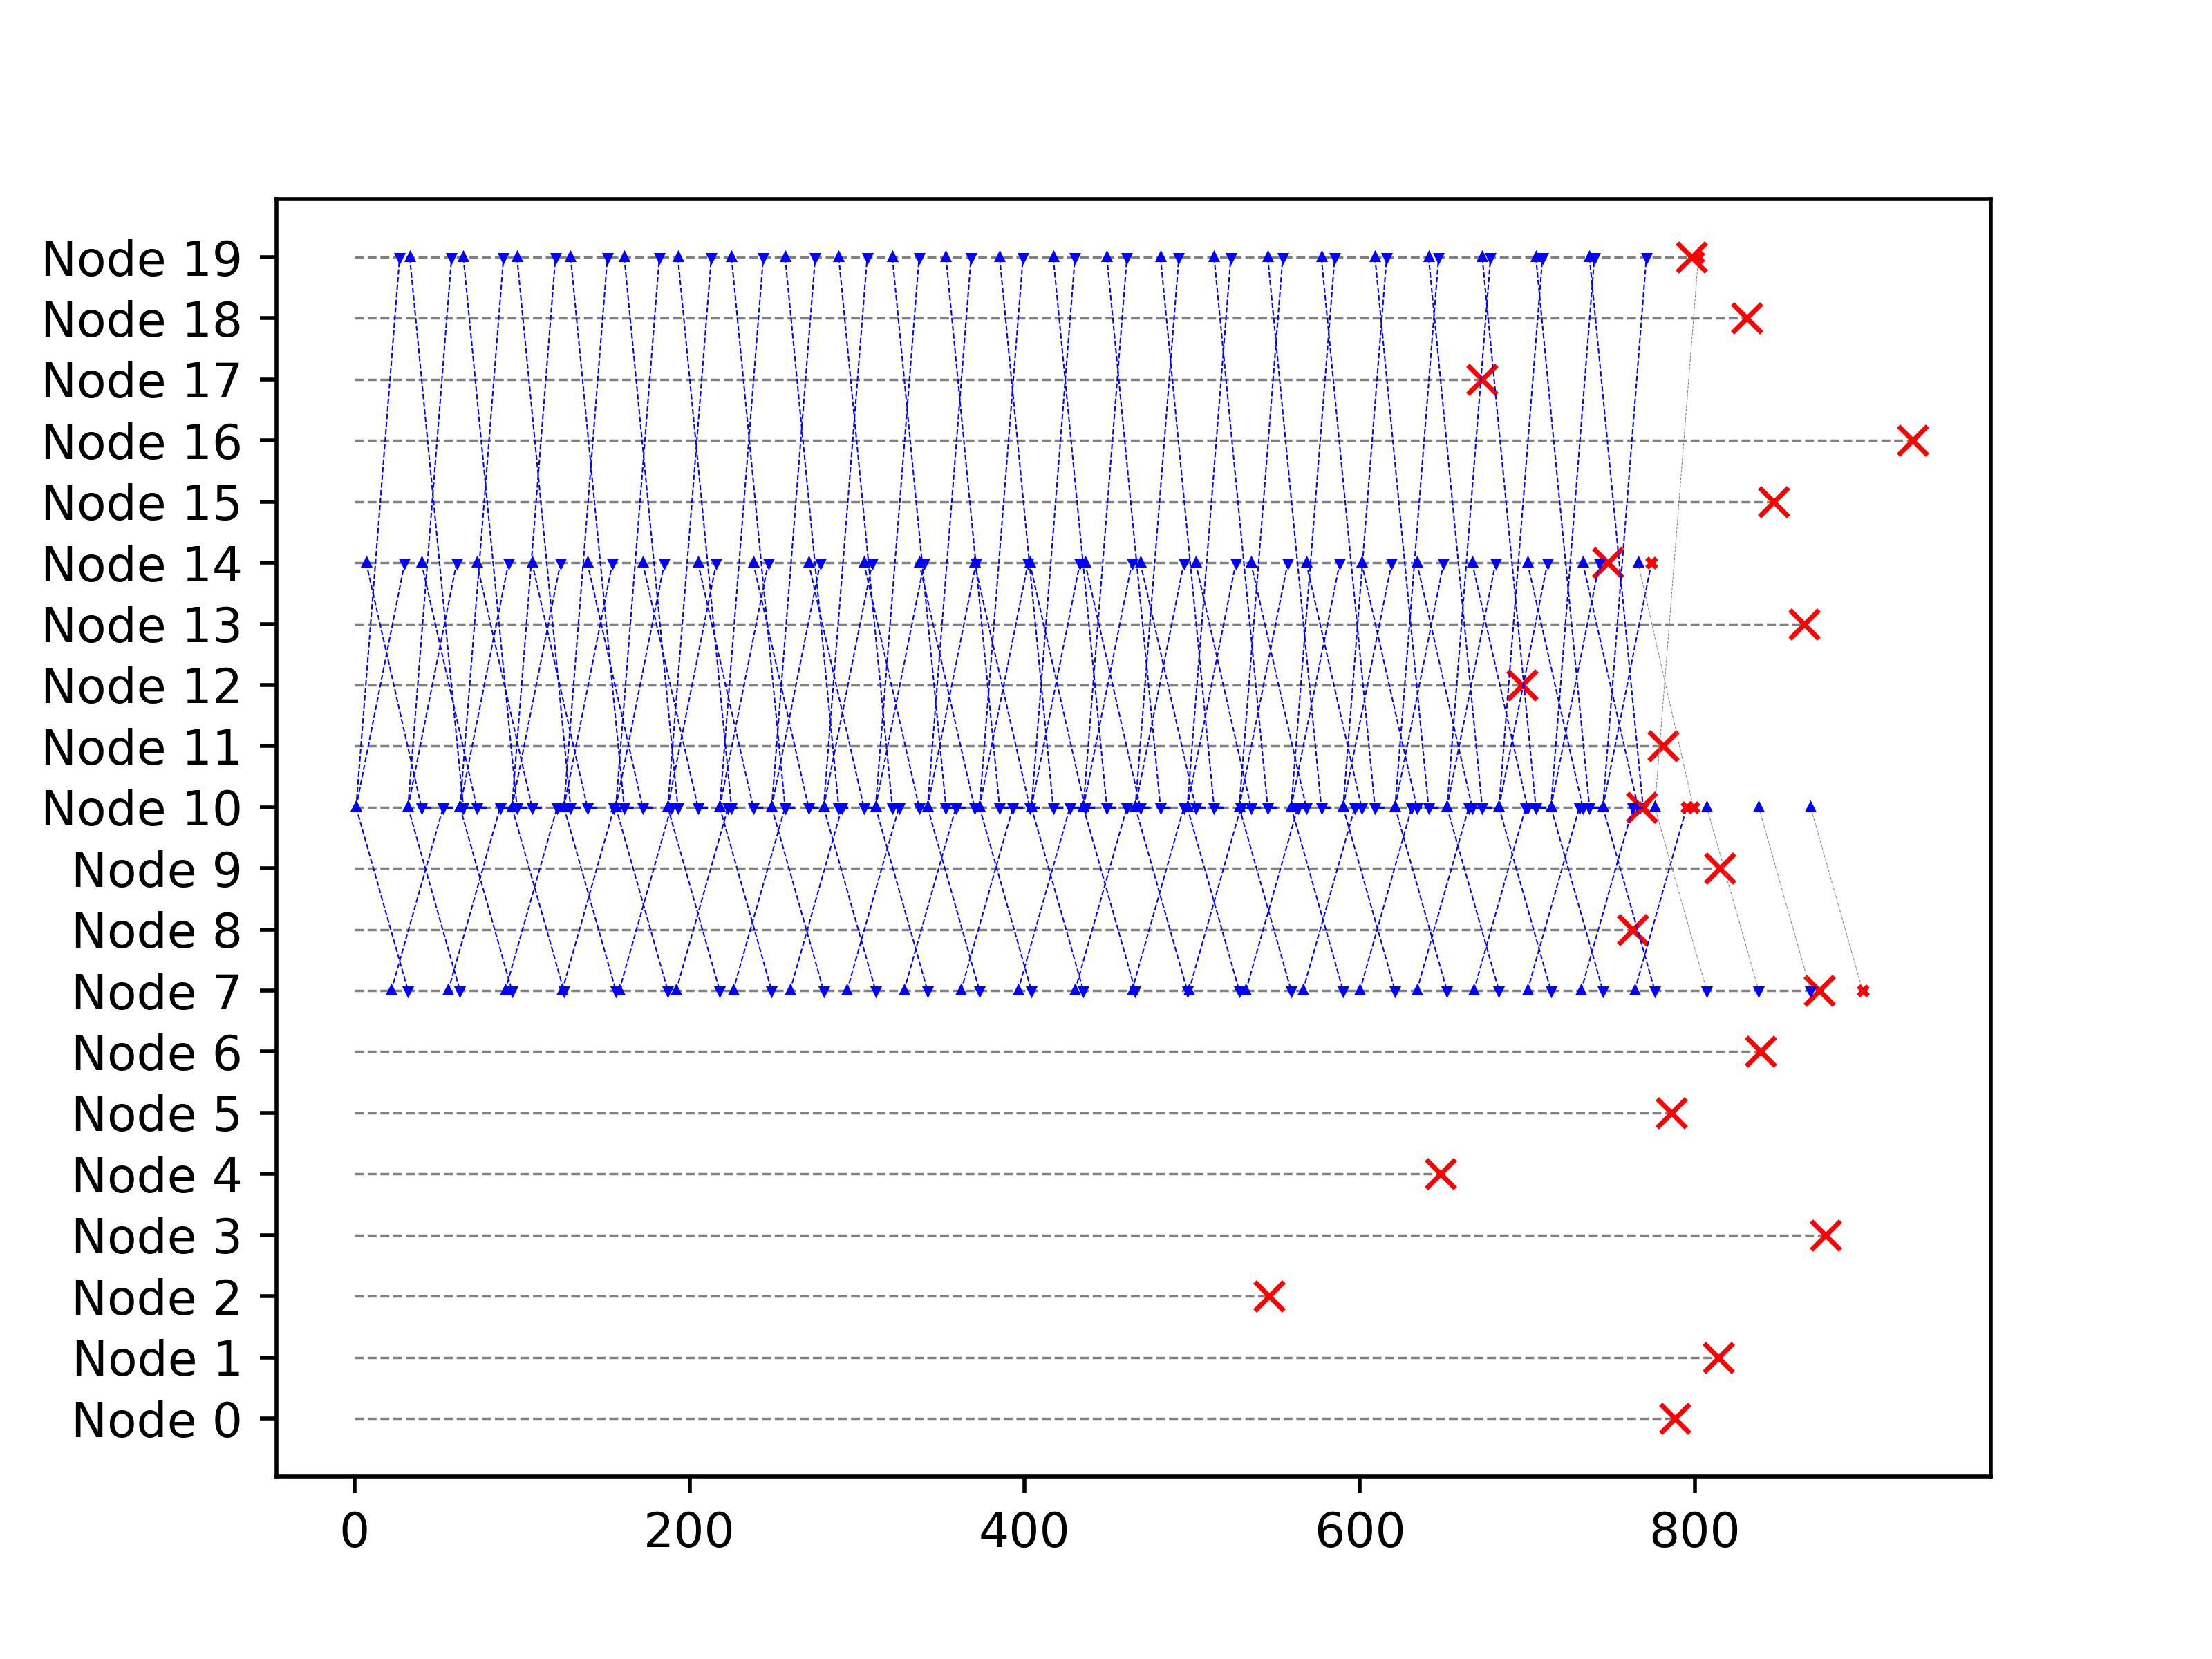 Node 19
Node 18
Node 17
Node 16
Node 15
Node 14
Node 13
Node 12
Node 11
Node 10
Node 9
Node 8
Node 7
Node 6
Node 5
Node 4
Node 3
Node 2
Node 1
Node 0
0 200 400 600 800